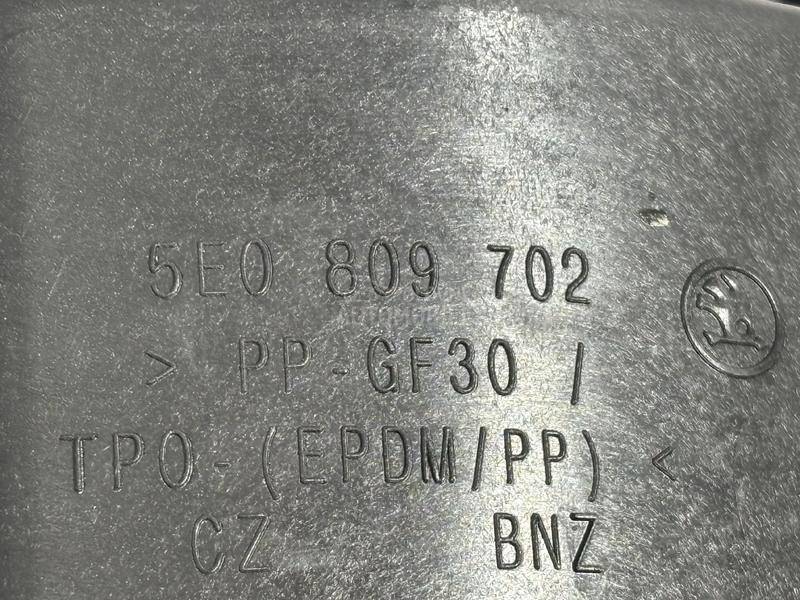 5E0 809 702
> PP-GF30 /
TPO-(EPDM/PP) <
CZ BNZ